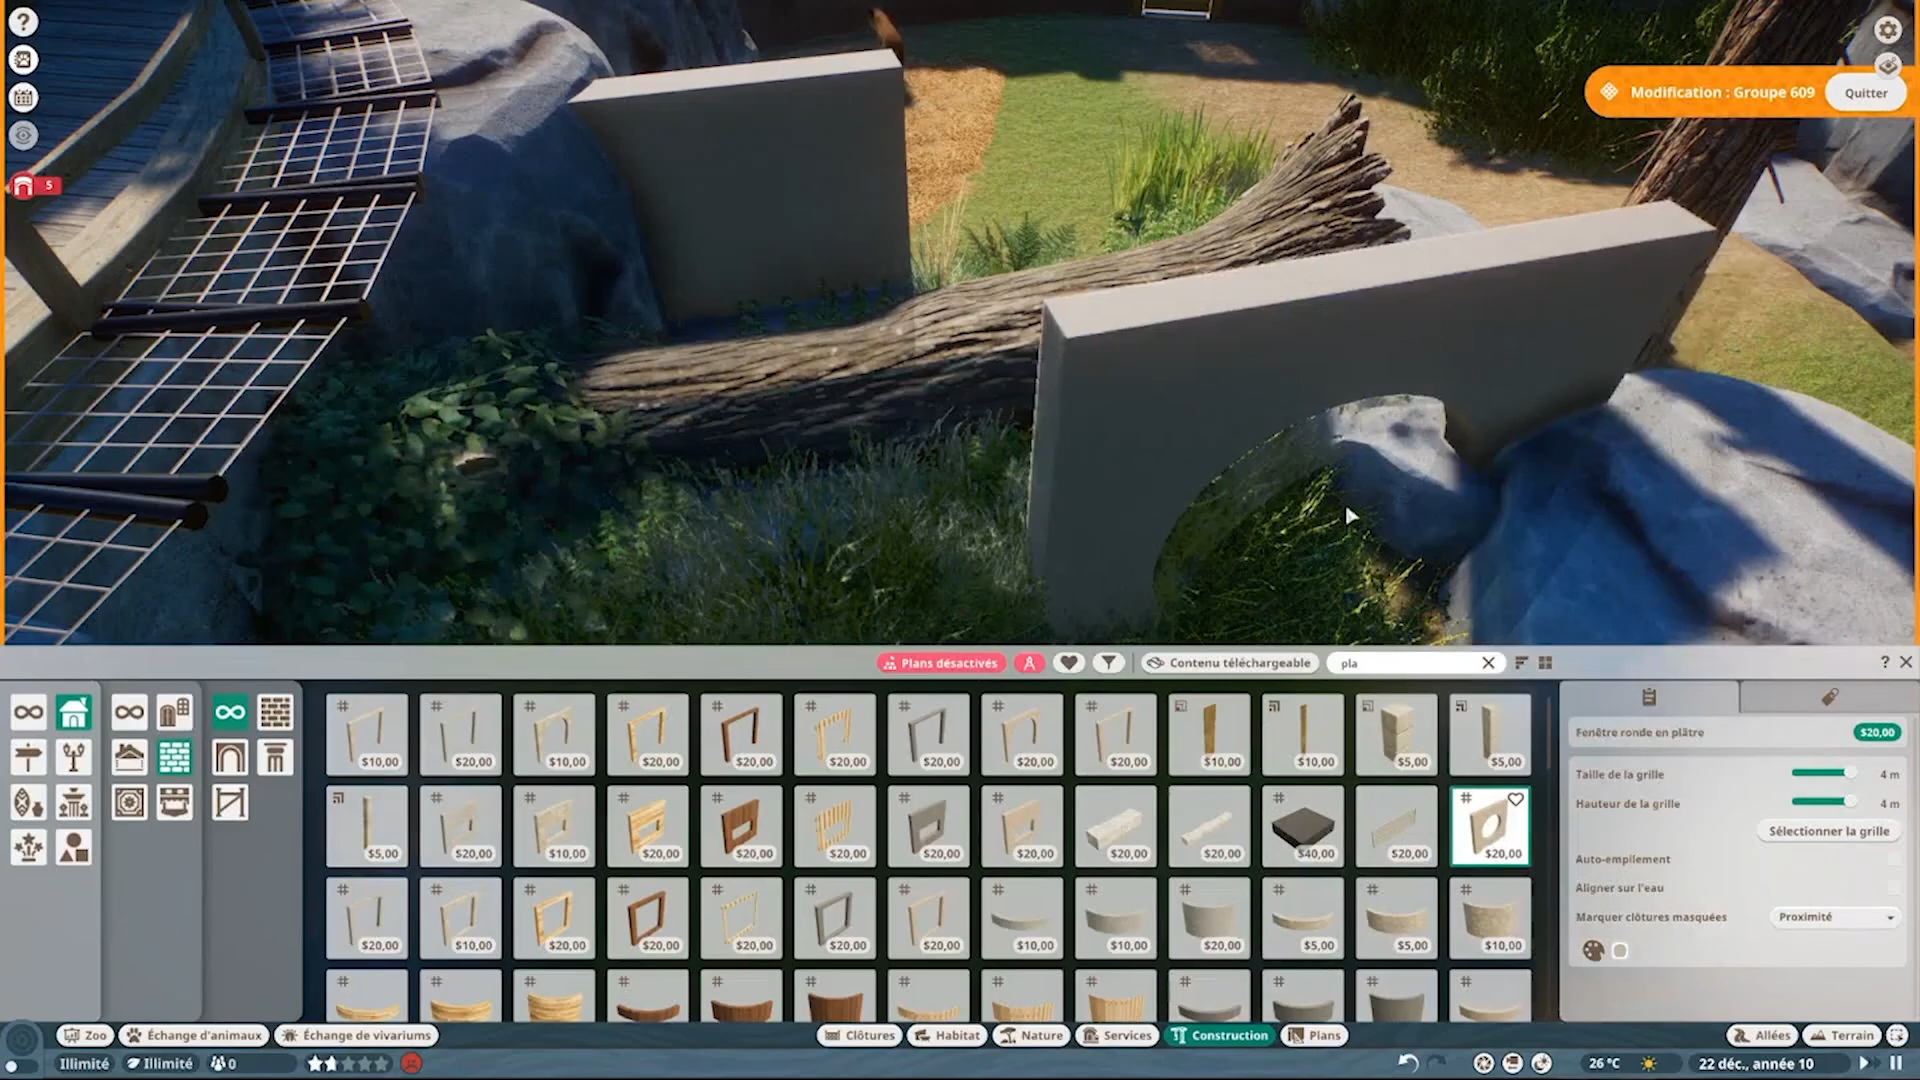 Modification : Groupe 609
Quitter
5
Plans désactivés
Contenu téléchargeable
pla
$10,00 $20,00 $10,00 $20,00 $20,00 $20,00 $20,00 $20,00 $20,00 $10,00 $10,00 $5,00 $5,00
$5,00 $20,00 $10,00 $20,00 $20,00 $20,00 $20,00 $20,00 $20,00 $20,00 $40,00 $20,00 $20,00
$20,00 $10,00 $20,00 $20,00 $20,00 $20,00 $20,00 $10,00 $10,00 $20,00 $5,00 $5,00 $10,00
Fenêtre ronde en plâtre $20,00
Taille de la grille 4 m
Hauteur de la grille 4 m
Sélectionner la grille
Auto-empilement
Aligner sur l'eau
Marquer clôtures masquées Proximité
Zoo Échange d'animaux Échange de vivariums Clôtures Habitat Nature Services Construction Plans Allées Terrain
Illimité Illimité 0 26 °C 22 déc., année 10